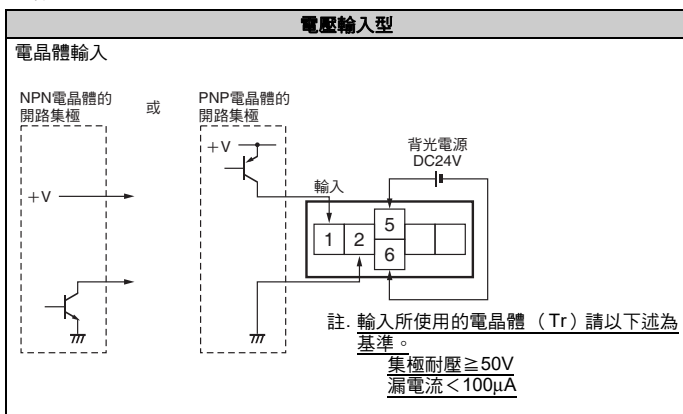 電壓輸入型
電晶體輸入
NPN電晶體的
開路集極
或
PNP電晶體的
開路集極
+V
+V
輸入
背光電源
DC24V
1 2 5
6
註. 輸入所使用的電晶體（Tr）請以下述為
基準。
集極耐壓≧50V
漏電流<100μA